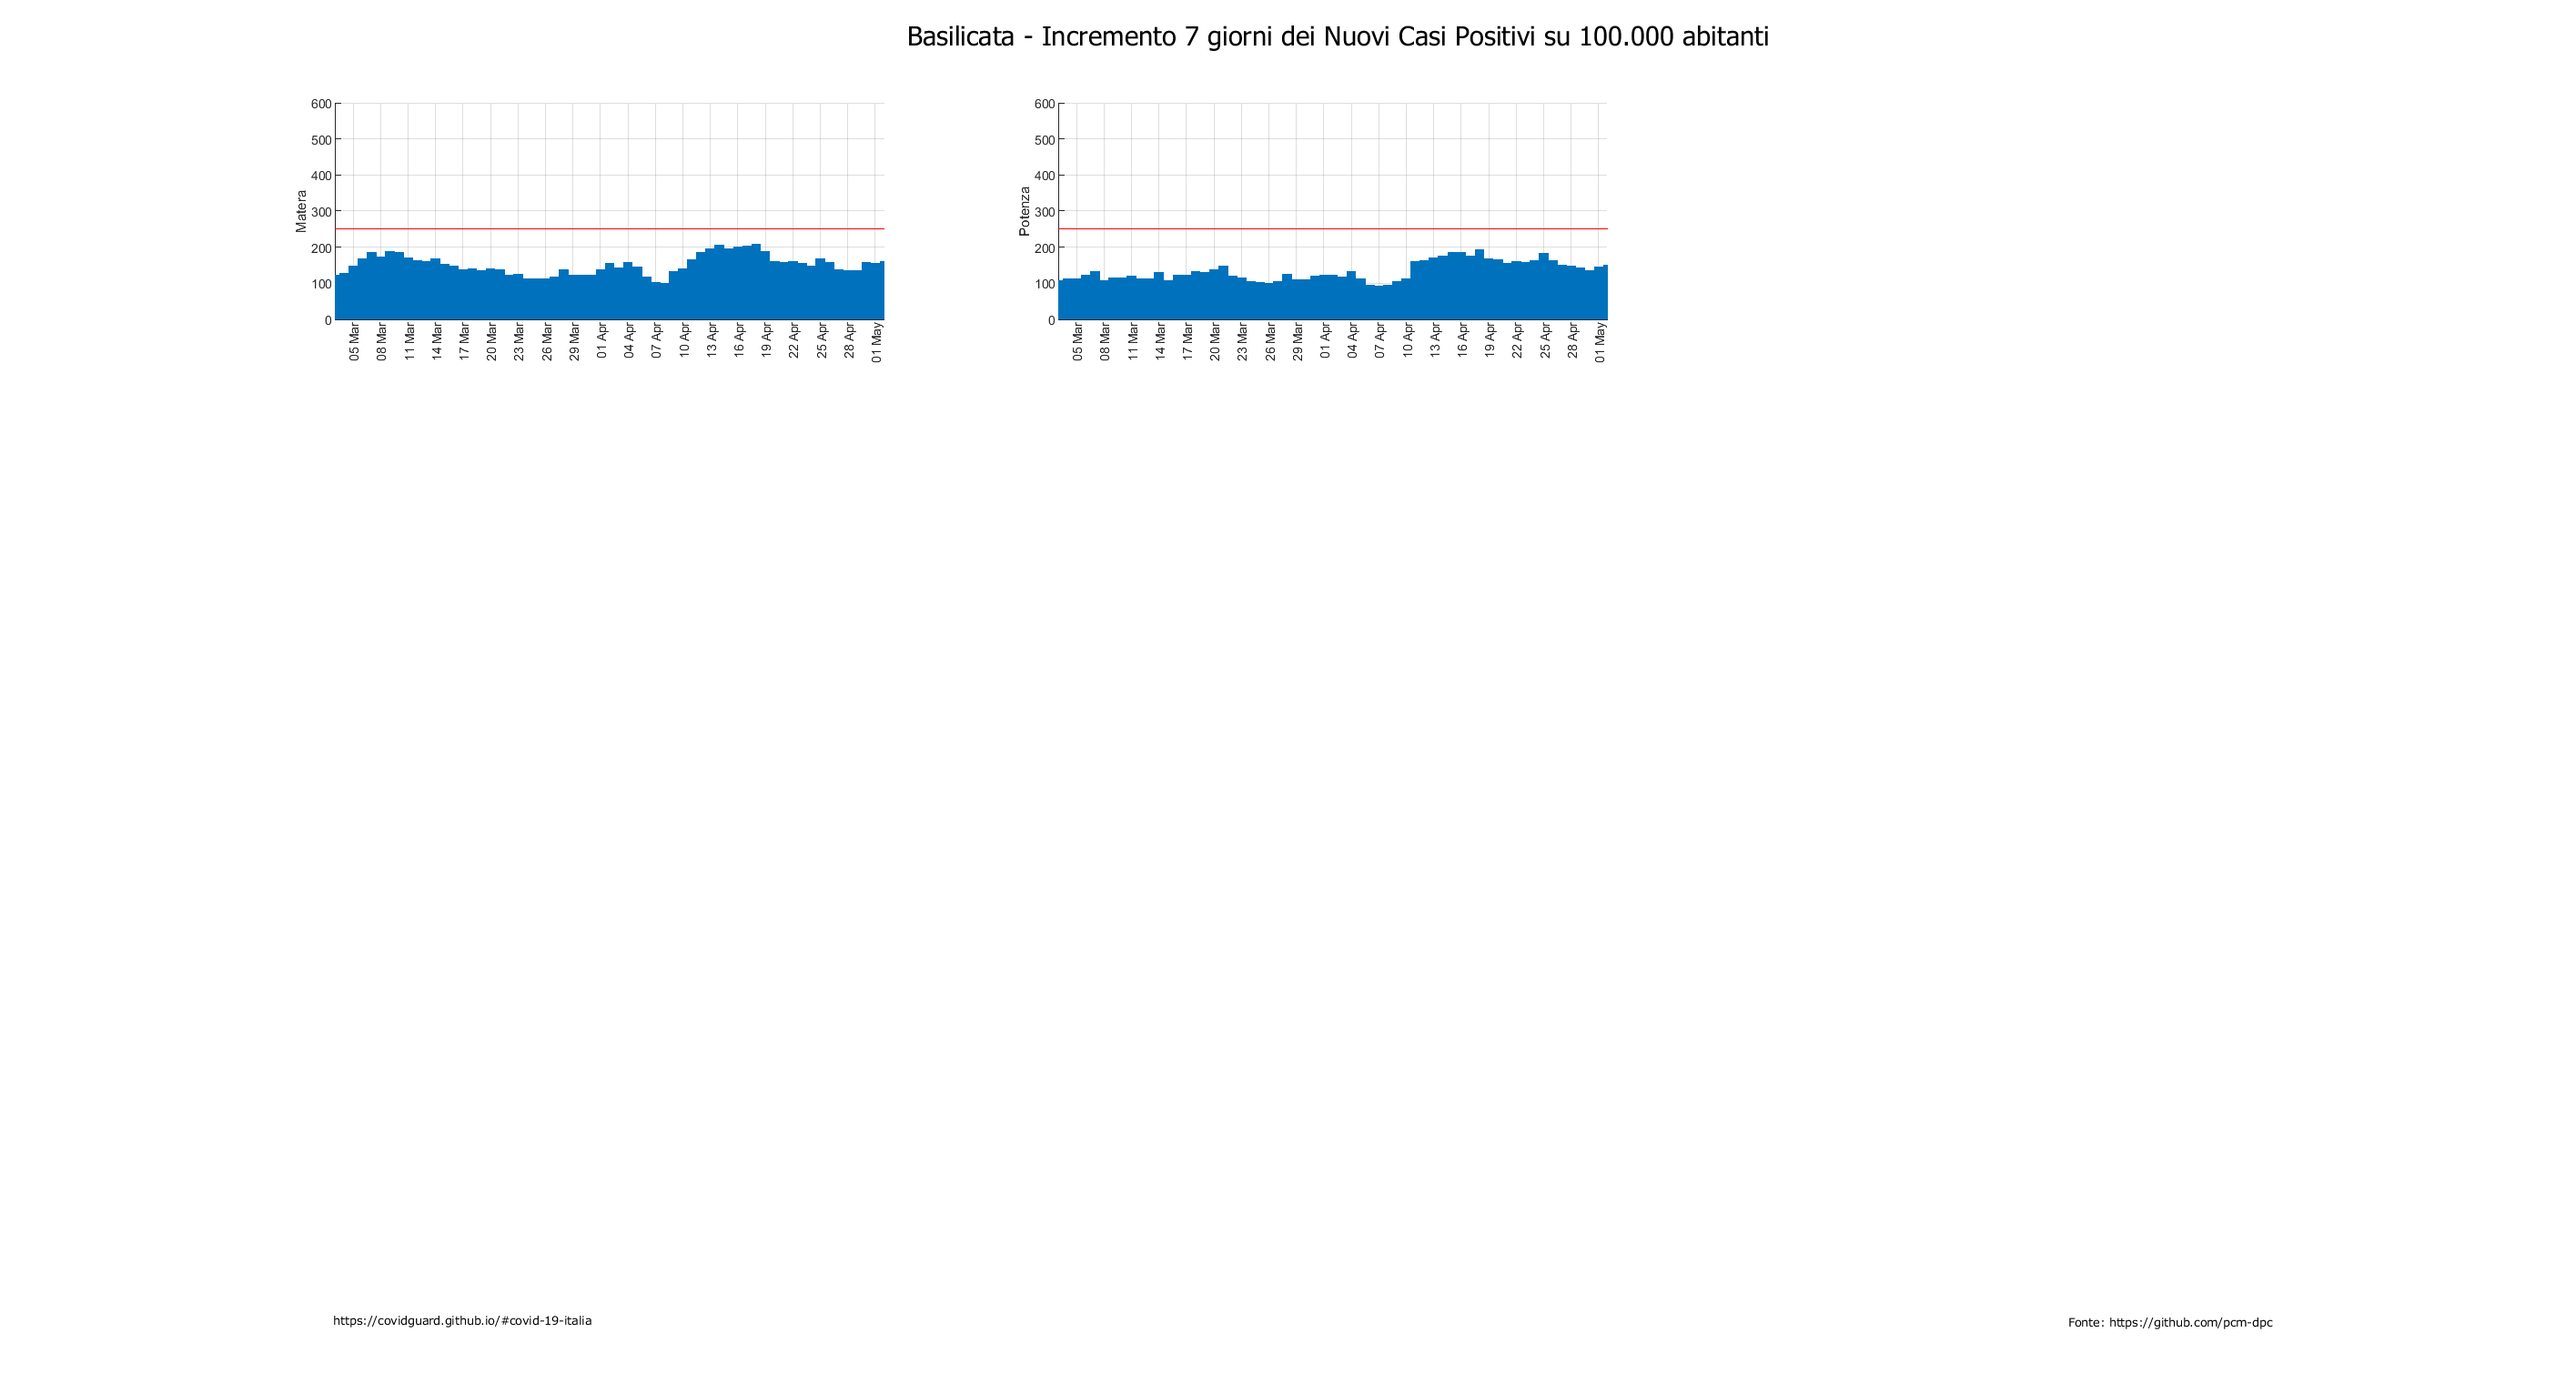 Basilicata - Incremento 7 giorni dei Nuovi Casi Positivi su 100.000 abitanti
Matera
600
500
400
300
200
100
0
05 Mar
08 Mar
11 Mar
14 Mar
17 Mar
20 Mar
23 Mar
26 Mar
29 Mar
01 Apr
04 Apr
07 Apr
10 Apr
13 Apr
16 Apr
19 Apr
22 Apr
25 Apr
28 Apr
01 May
Potenza
600
500
400
300
200
100
0
05 Mar
08 Mar
11 Mar
14 Mar
17 Mar
20 Mar
23 Mar
26 Mar
29 Mar
01 Apr
04 Apr
07 Apr
10 Apr
13 Apr
16 Apr
19 Apr
22 Apr
25 Apr
28 Apr
01 May
https://covidguard.github.io/#covid-19-italia
Fonte: https://github.com/pcm-dpc